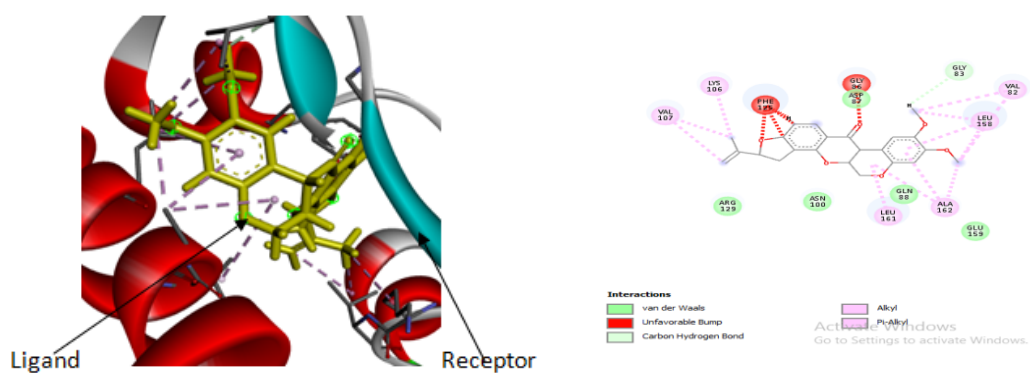 Ligand
Receptor
LYS
106
VAL
107
PHE
GLY
86
ASP
GLY
83
VAL
82
LEU
158
ARG
129
ASN
100
GLN
88
LEU
161
ALA
162
GLU
159
H
H
O
O
O
O
O
O
Interactions
van der Waals
Unfavorable Bump
Carbon Hydrogen Bond
Alkyl
Pi-Alkyl
Activate Windows
Go to Settings to activate Windows.